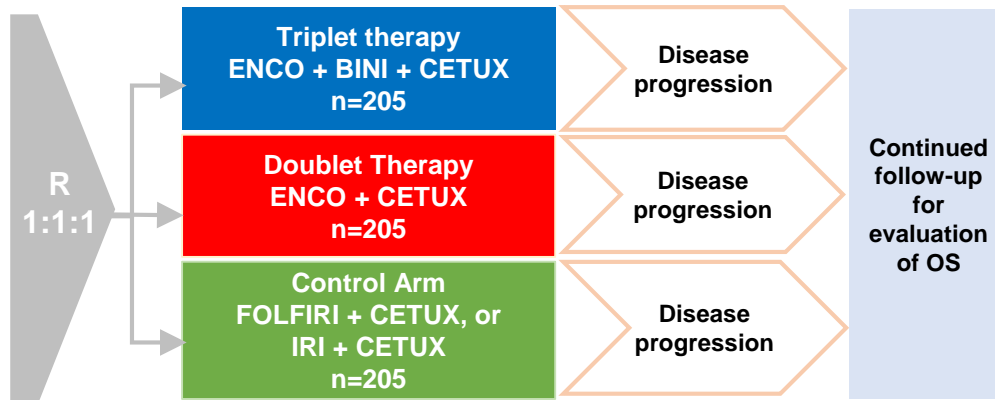 R
1:1:1
Triplet therapy
ENCO + BINI + CETUX
n=205
Disease
progression
Doublet Therapy
ENCO + CETUX
n=205
Disease
progression
Control Arm
FOLFIRI + CETUX, or
IRI + CETUX
n=205
Disease
progression
Continued
follow-up
for
evaluation
of OS